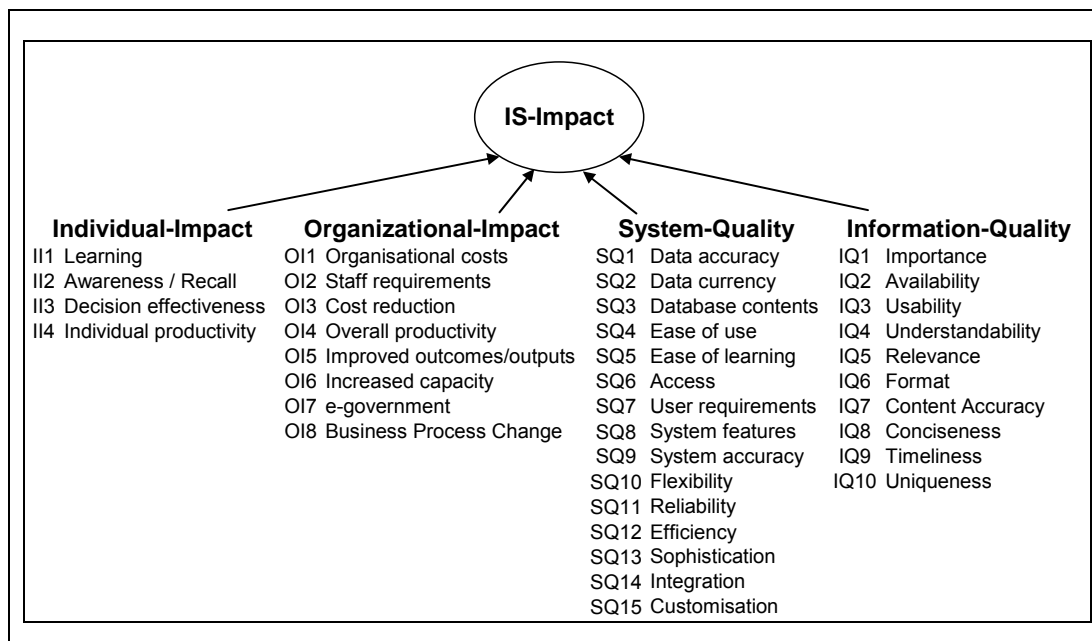 IS-Impact
Individual-Impact
II1 Learning
II2 Awareness / Recall
II3 Decision effectiveness
II4 Individual productivity
Organizational-Impact
OI1 Organisational costs
OI2 Staff requirements
OI3 Cost reduction
OI4 Overall productivity
OI5 Improved outcomes/outputs
OI6 Increased capacity
OI7 e-government
OI8 Business Process Change
System-Quality
SQ1 Data accuracy
SQ2 Data currency
SQ3 Database contents
SQ4 Ease of use
SQ5 Ease of learning
SQ6 Access
SQ7 User requirements
SQ8 System features
SQ9 System accuracy
SQ10 Flexibility
SQ11 Reliability
SQ12 Efficiency
SQ13 Sophistication
SQ14 Integration
SQ15 Customisation
Information-Quality
IQ1 Importance
IQ2 Availability
IQ3 Usability
IQ4 Understandability
IQ5 Relevance
IQ6 Format
IQ7 Content Accuracy
IQ8 Conciseness
IQ9 Timeliness
IQ10 Uniqueness